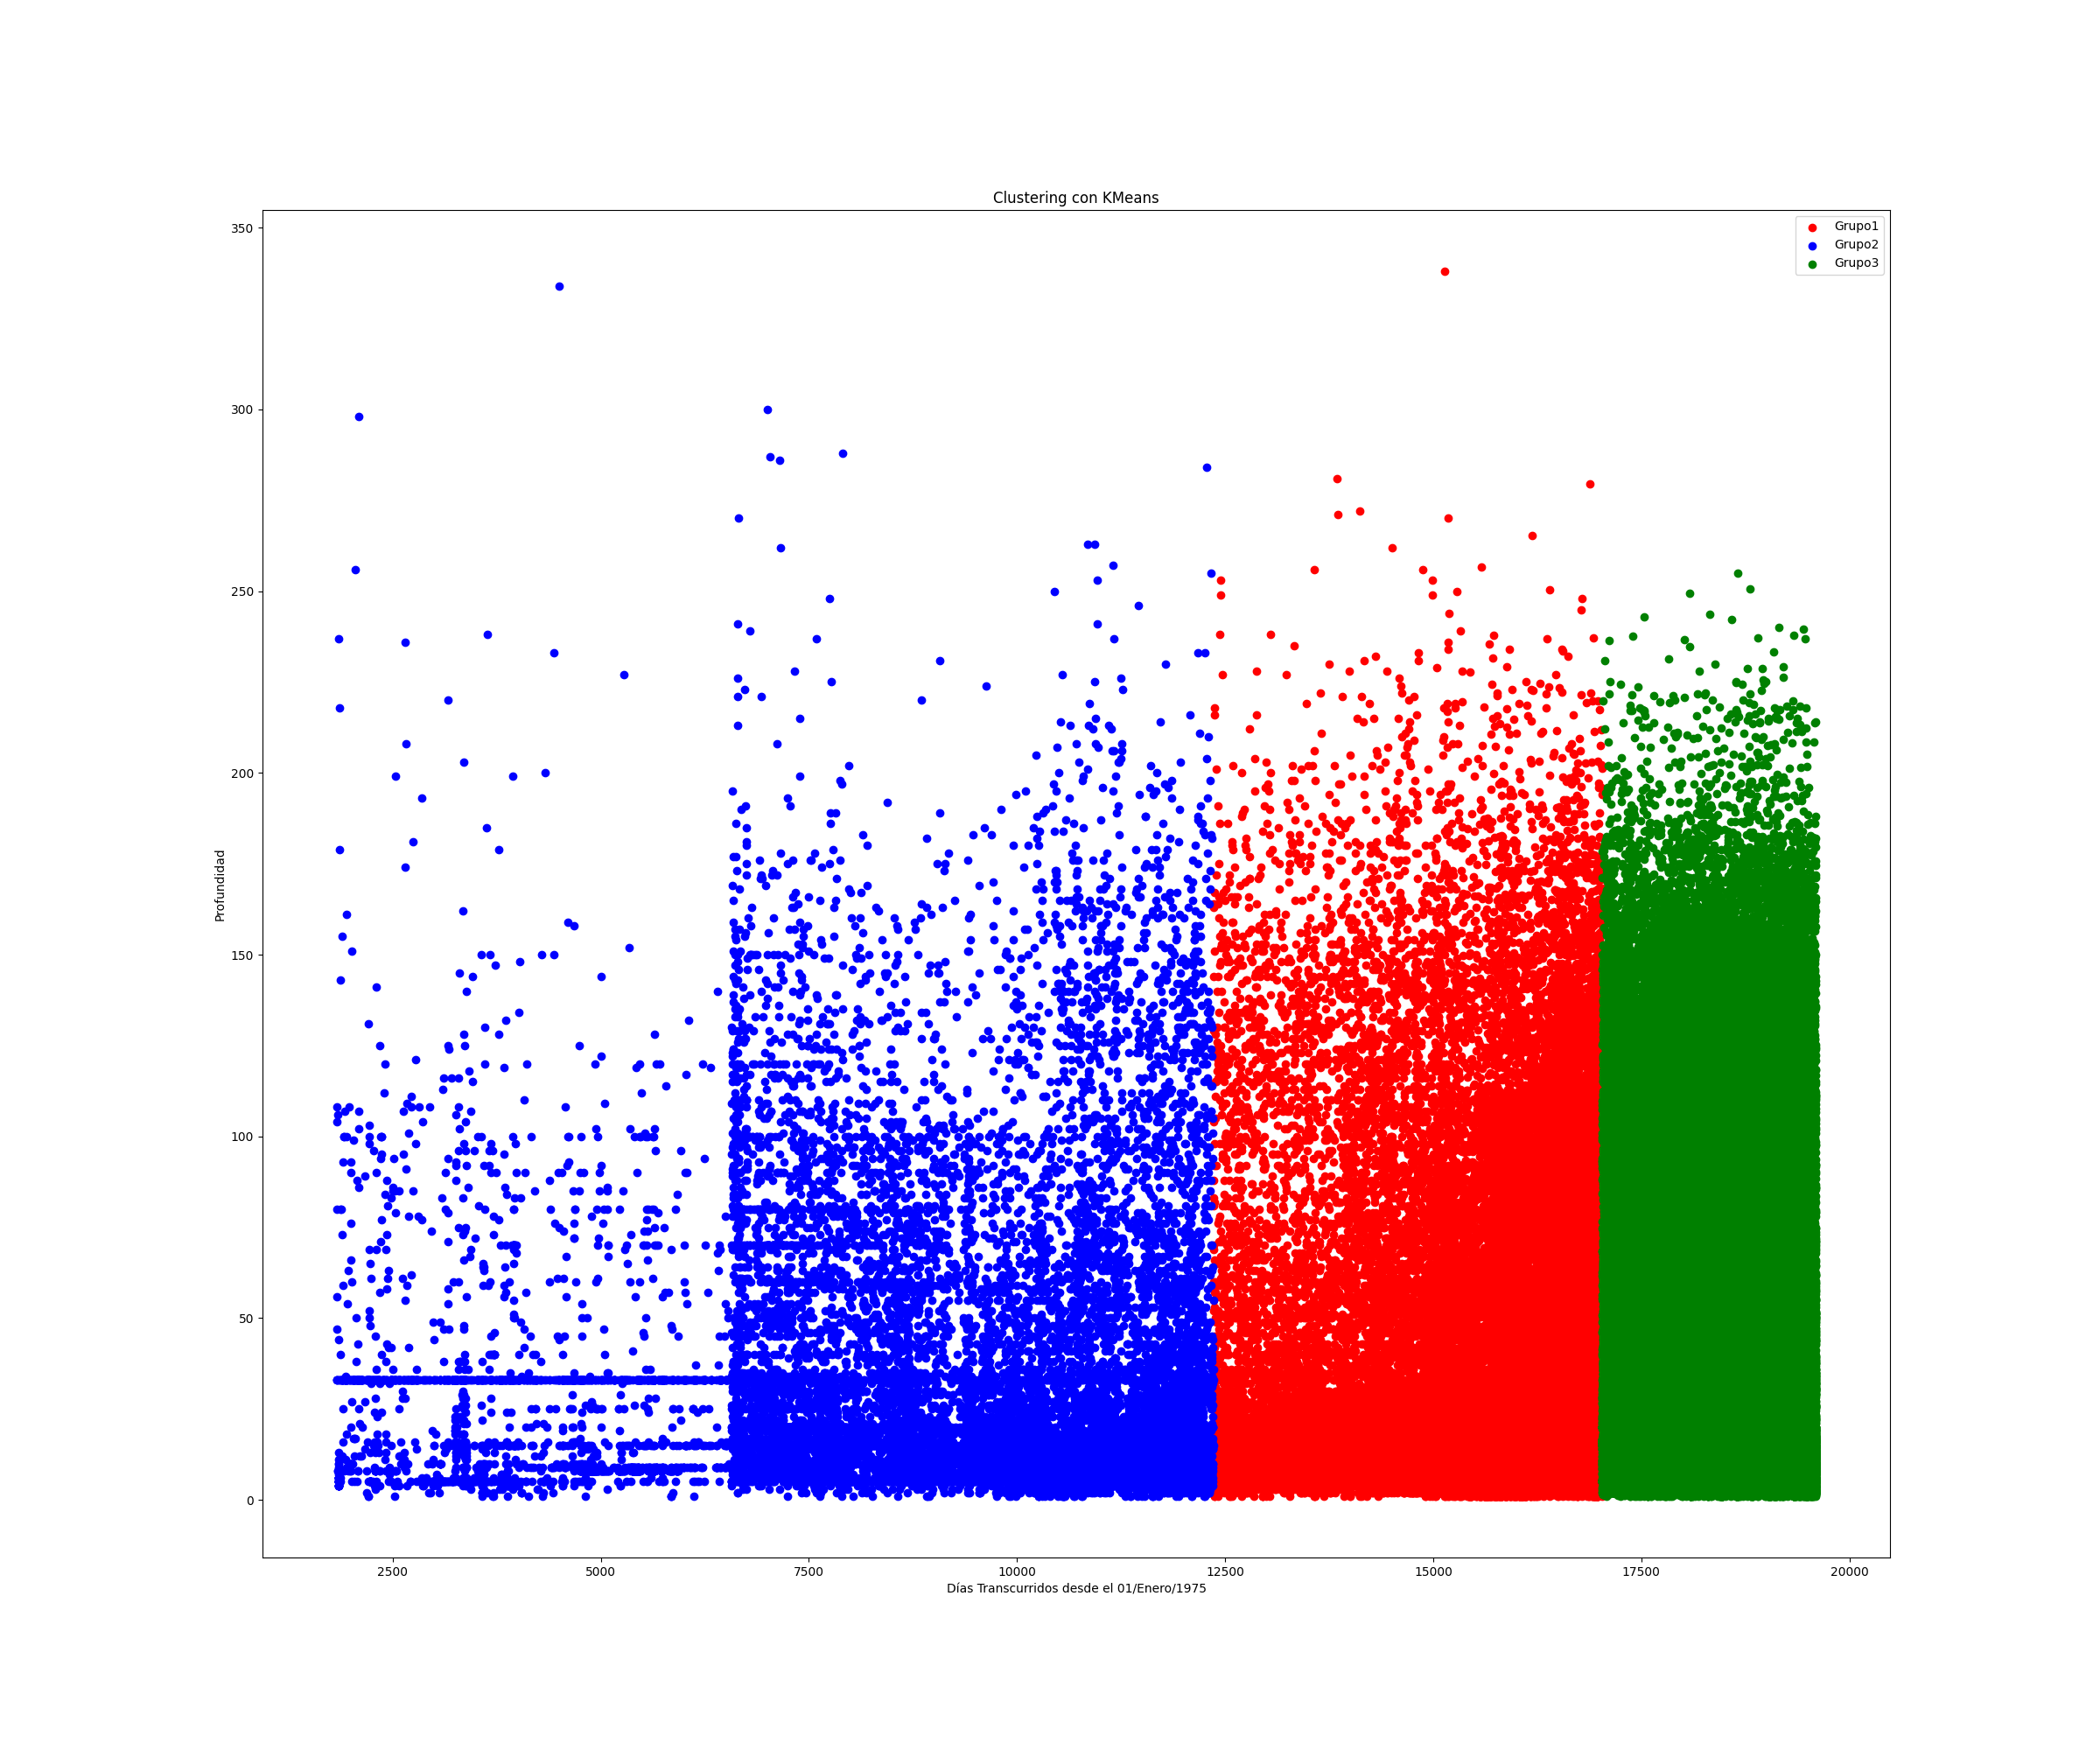 Clustering con KMeans
Grupo1
Grupo2
Grupo3
350
300
250
200
150
100
50
0
Profundidad
2500 5000 7500 10000 12500 15000 17500 20000
Días Transcurridos desde el 01/Enero/1975